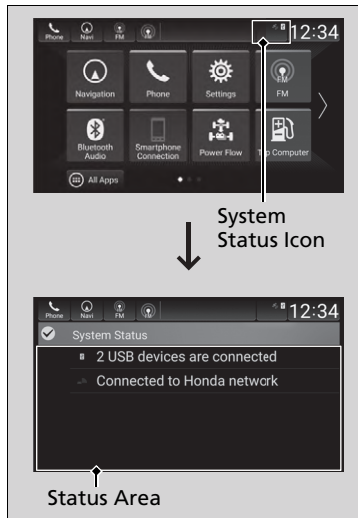 Phone Navi FM 12:34
Navigation Phone Settings FM
Bluetooth Audio Smartphone Connection Power Flow Trip Computer
All Apps
System
Status Icon
Phone Navi FM 12:34
System Status
2 USB devices are connected
Connected to Honda network
Status Area